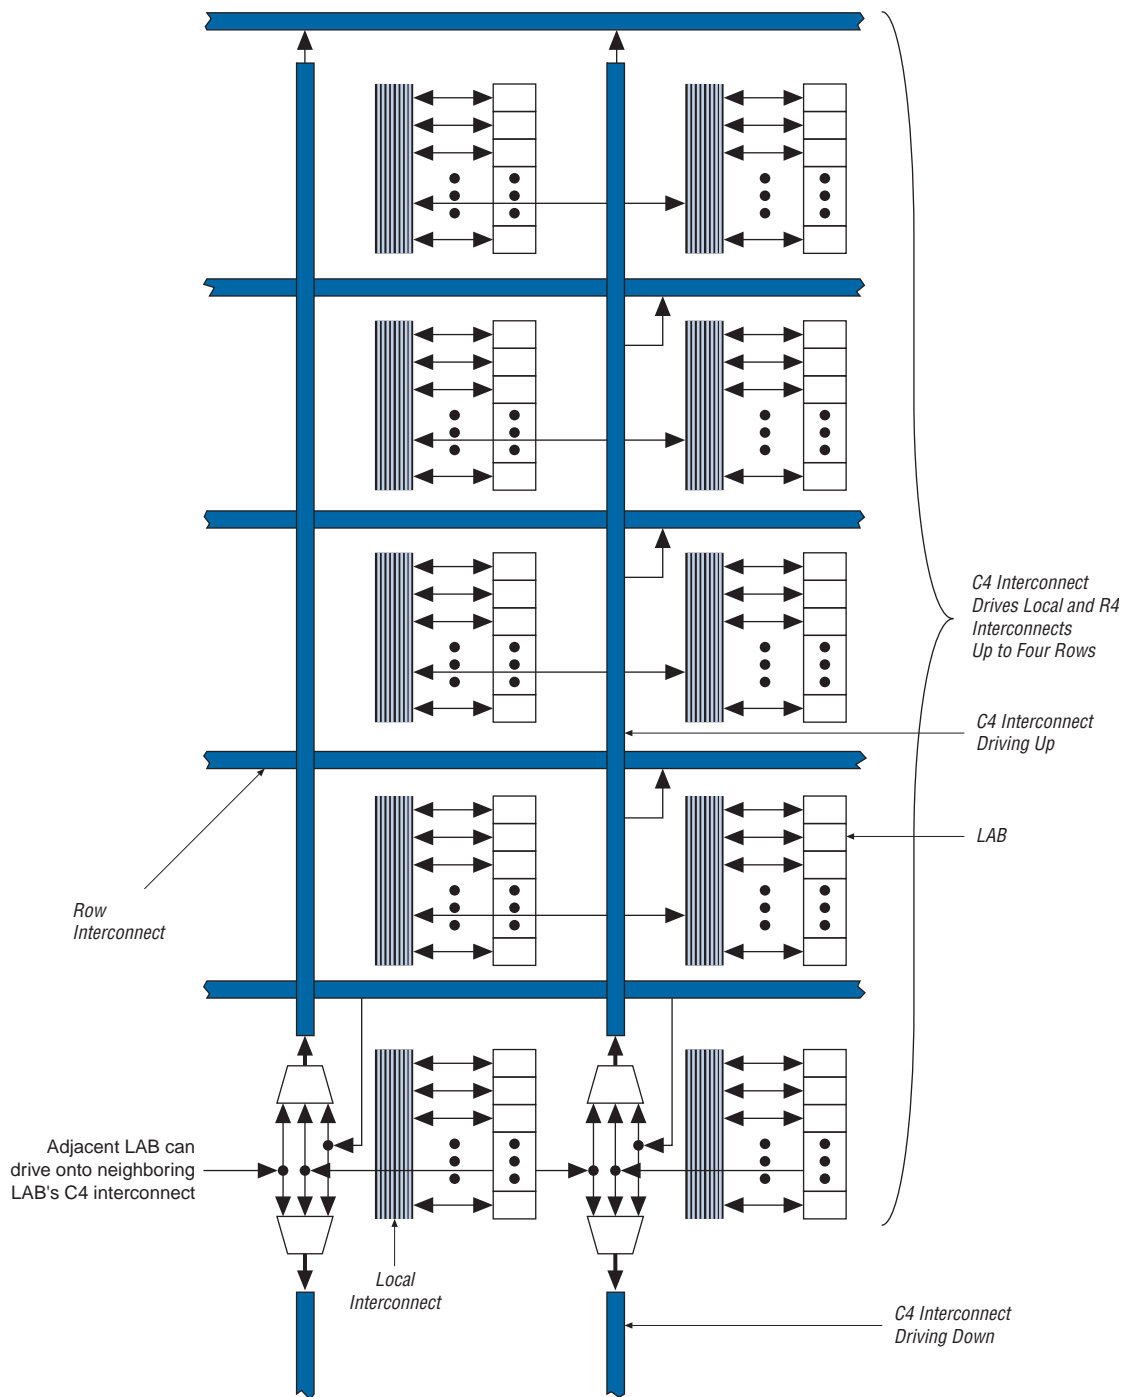 C4 Interconnect
Drives Local and R4
Interconnects
Up to Four Rows
C4 Interconnect
Driving Up
LAB
Row
Interconnect
Adjacent LAB can
drive onto neighboring
LAB's C4 interconnect
Local
Interconnect
C4 Interconnect
Driving Down